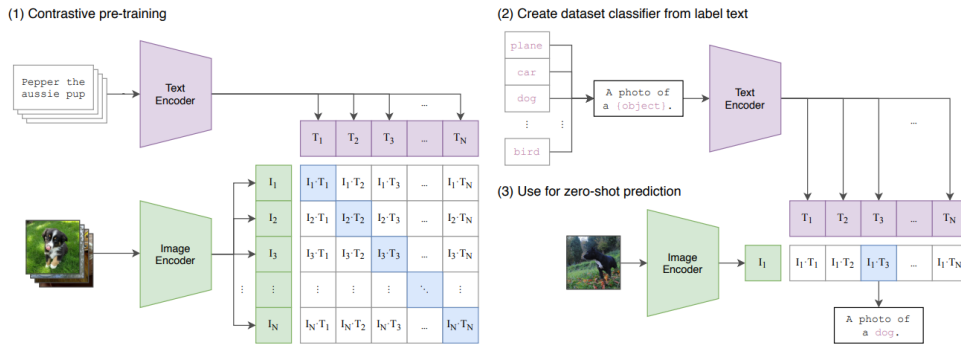 (1) Contrastive pre-training
Pepper the
aussie pup
Text
Encoder
...
T1 T2 T3 ... TN
I1 I1·T1 I1·T2 I1·T3 ... I1·TN
I2 I2·T1 I2·T2 I2·T3 ... I2·TN
I3 I3·T1 I3·T2 I3·T3 ... I3·TN
⋮ ⋮ ⋮ ⋮ ⋮ ⋱ ⋮
IN IN·T1 IN·T2 IN·T3 ... IN·TN
Image
Encoder
(2) Create dataset classifier from label text
plane
car
dog
⋮ ⋮
bird
A photo of
a {object}.
Text
Encoder
...
(3) Use for zero-shot prediction
Image
Encoder
T1 T2 T3 ... TN
I1 I1·T1 I1·T2 I1·T3 ... I1·TN
A photo of
a dog.